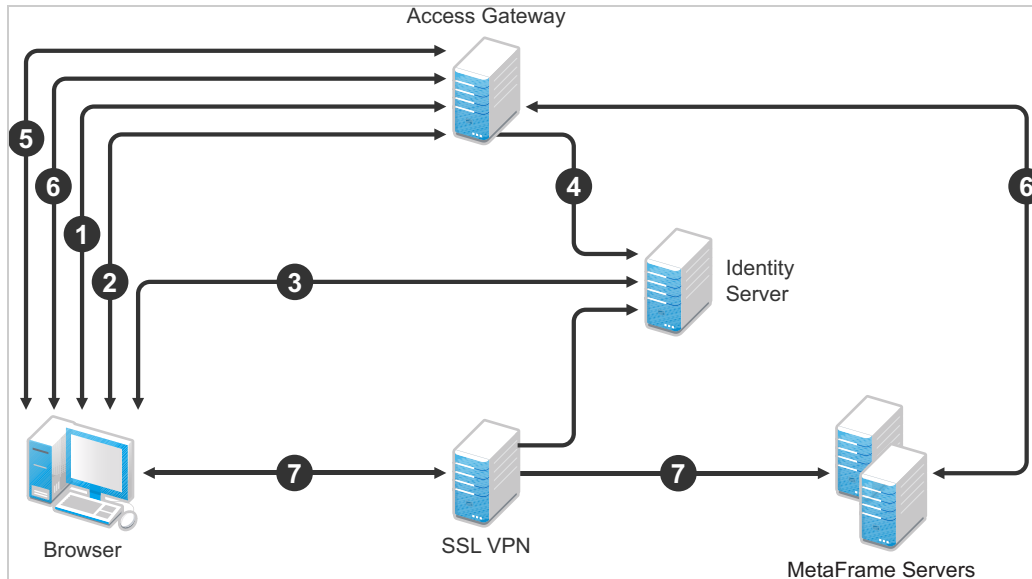 Access Gateway
5
6
1
2
3
4
6
Identity
Server
7
7
Browser
SSL VPN
MetaFrame Servers